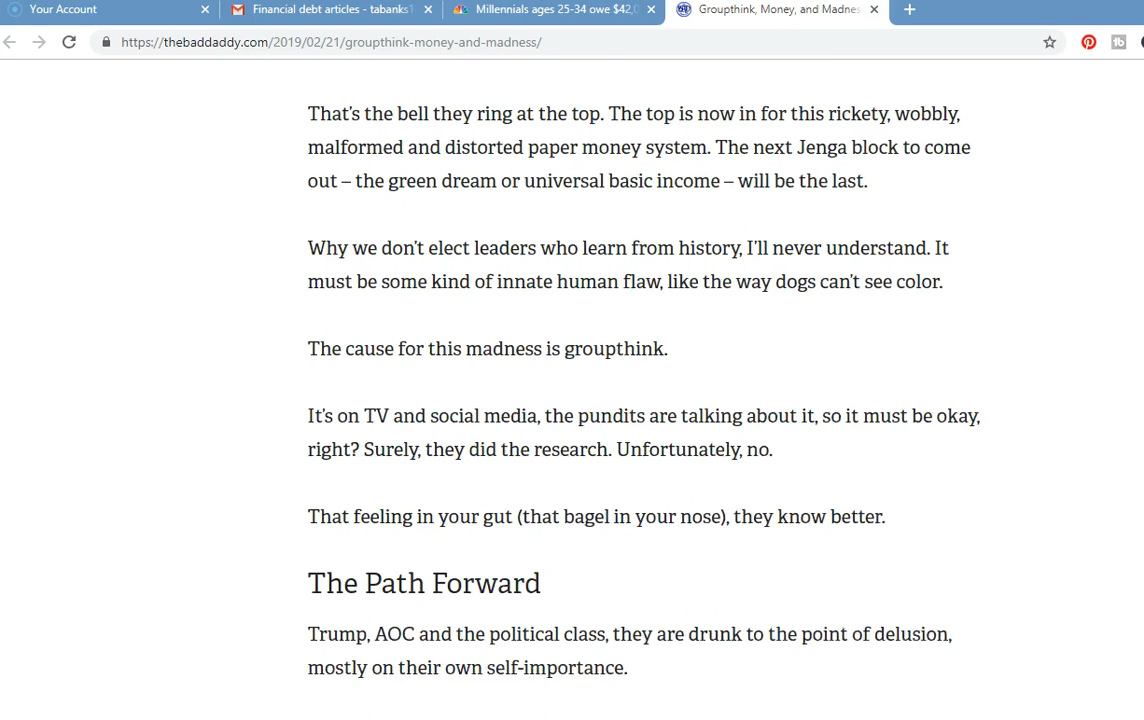 Your Account
Financial debt articles - tabanks1
Millennials ages 25-34 owe $42,0
Groupthink, Money, and Madnes
https://thebaddaddy.com/2019/02/21/groupthink-money-and-madness/
That's the bell they ring at the top. The top is now in for this rickety, wobbly,
malformed and distorted paper money system. The next Jenga block to come
out – the green dream or universal basic income – will be the last.
Why we don't elect leaders who learn from history, I'll never understand. It
must be some kind of innate human flaw, like the way dogs can't see color.
The cause for this madness is groupthink.
It's on TV and social media, the pundits are talking about it, so it must be okay,
right? Surely, they did the research. Unfortunately, no.
That feeling in your gut (that bagel in your nose), they know better.
The Path Forward
Trump, AOC and the political class, they are drunk to the point of delusion,
mostly on their own self-importance.